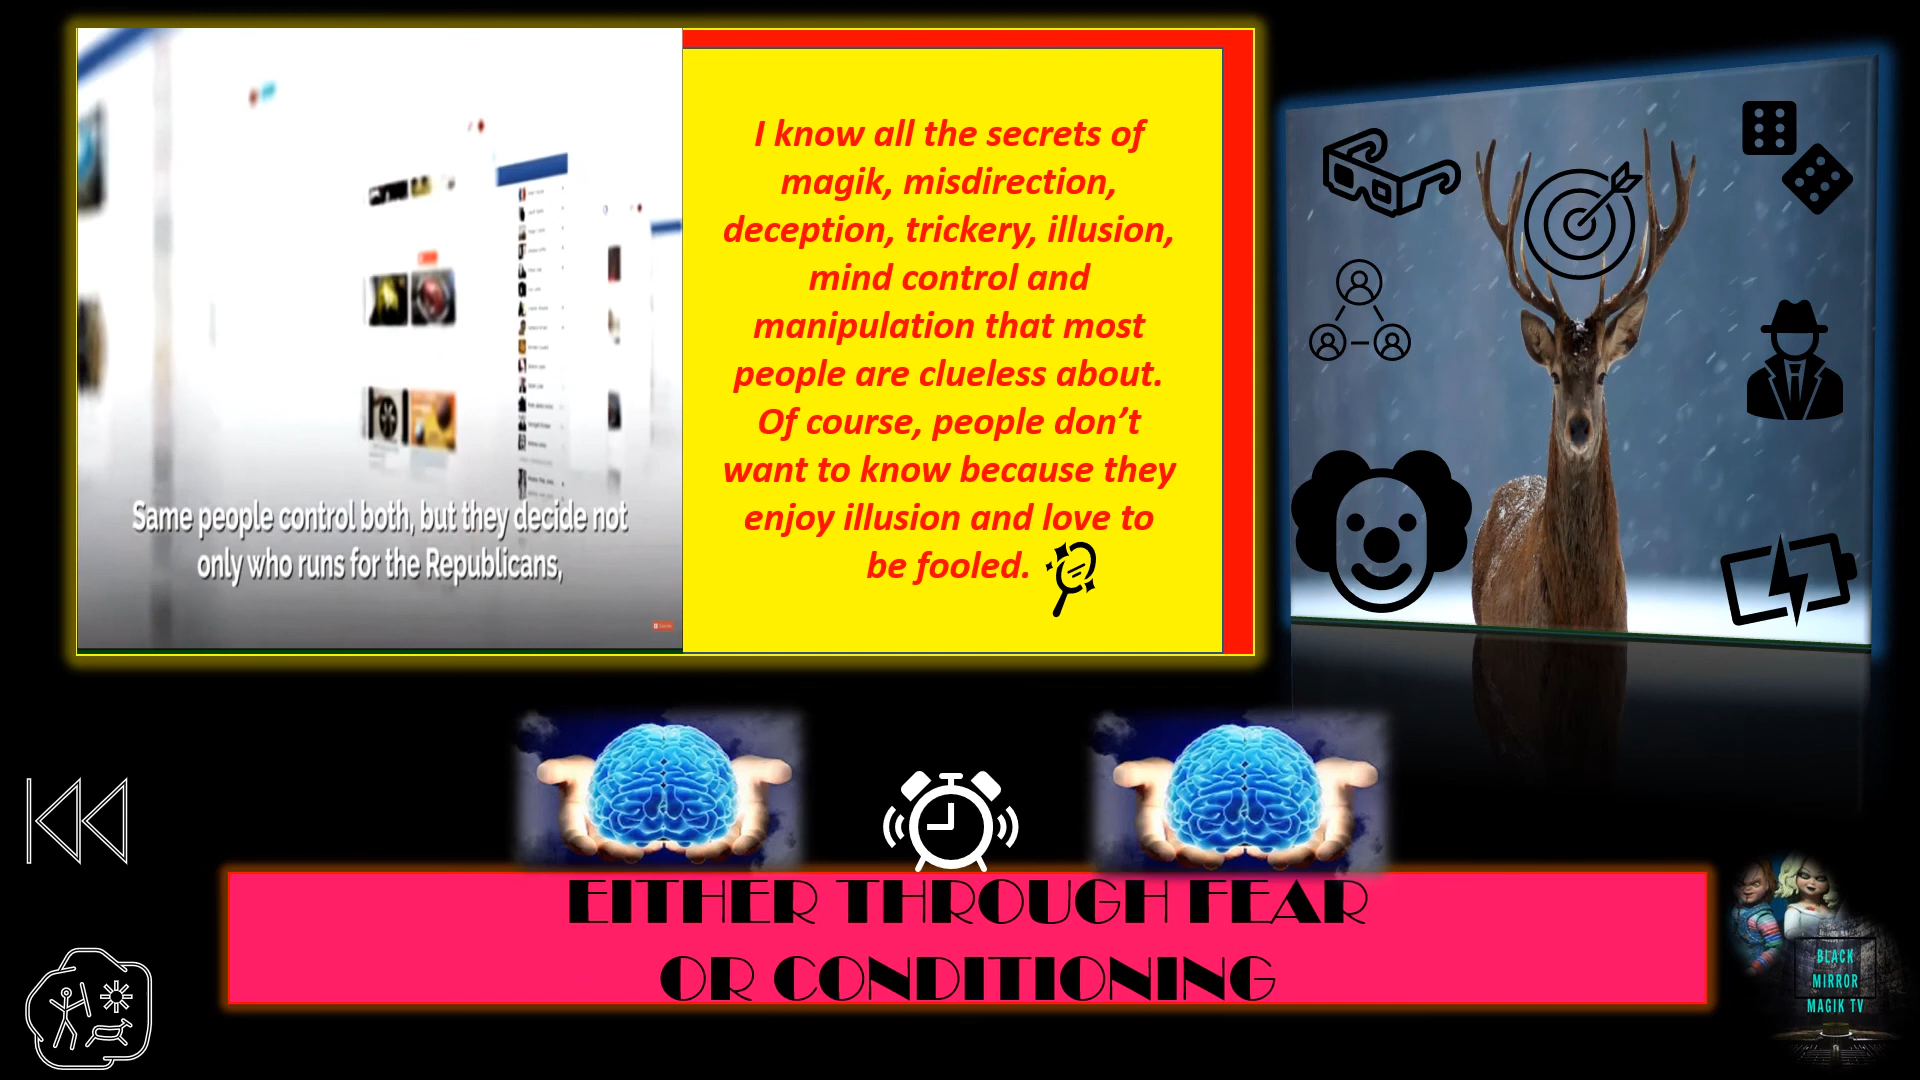 Same people control both, but they decide not
only who runs for the Republicans,
I know all the secrets of
magik, misdirection,
deception, trickery, illusion,
mind control and
manipulation that most
people are clueless about.
Of course, people don’t
want to know because they
enjoy illusion and love to
be fooled.
EITHER THROUGH FEAR
OR CONDITIONING
BLACK
MIRROR
MAGIK TV